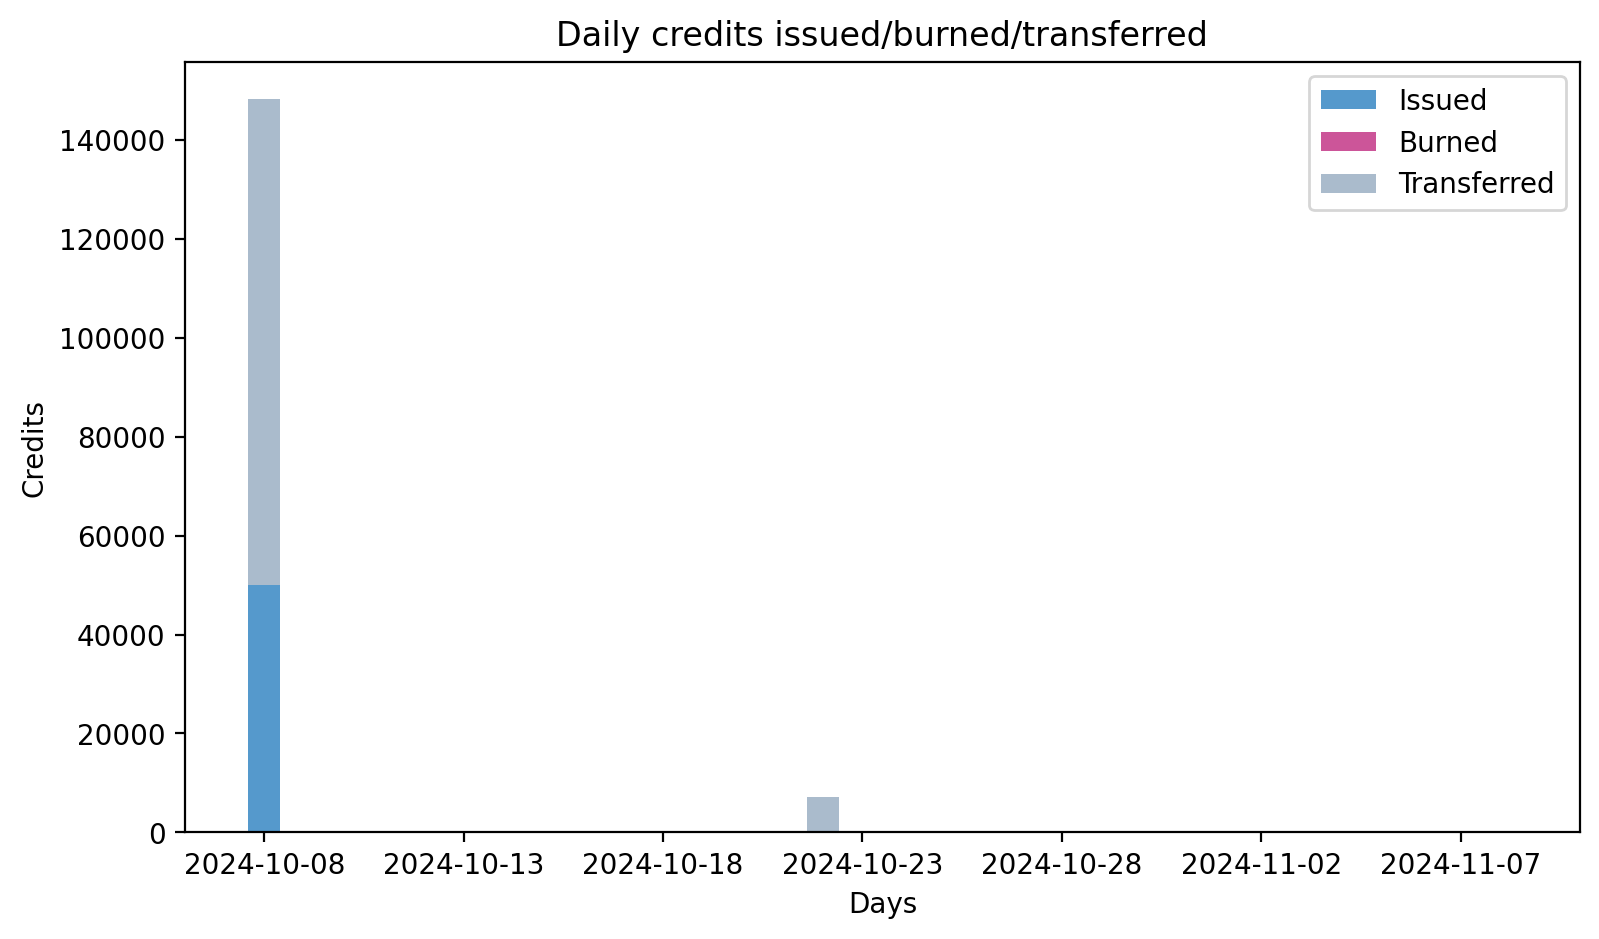 Daily credits issued/burned/transferred
Issued
Burned
Transferred
Credits
140000
120000
100000
80000
60000
40000
20000
0
2024-10-08 2024-10-13 2024-10-18 2024-10-23 2024-10-28 2024-11-02 2024-11-07
Days